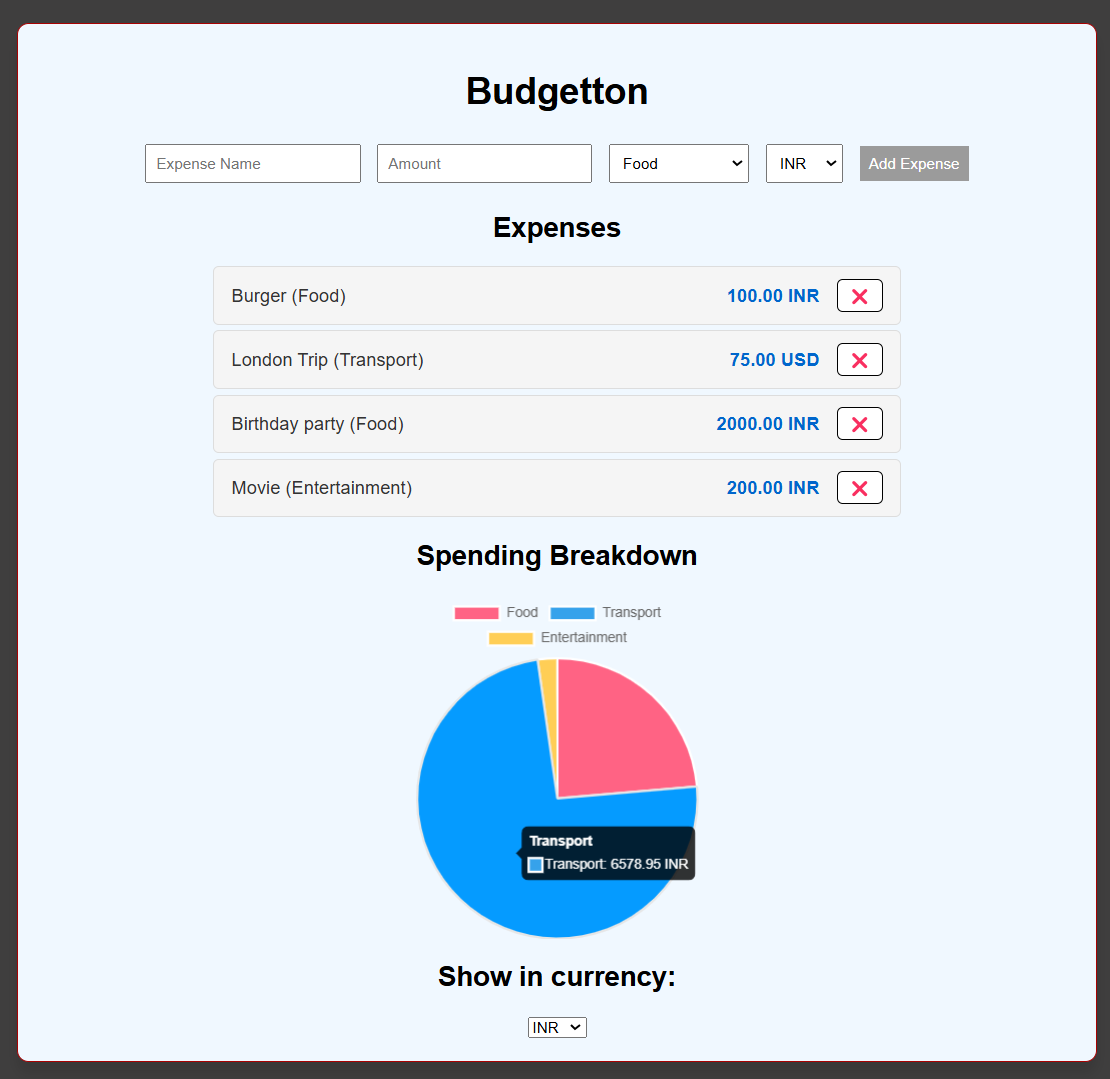 Budgetton
Expense Name Amount Food INR Add Expense
Expenses
Burger (Food) 100.00 INR
London Trip (Transport) 75.00 USD
Birthday party (Food) 2000.00 INR
Movie (Entertainment) 200.00 INR
Spending Breakdown
Food Transport
Entertainment
Transport
Transport: 6578.95 INR
Show in currency:
INR